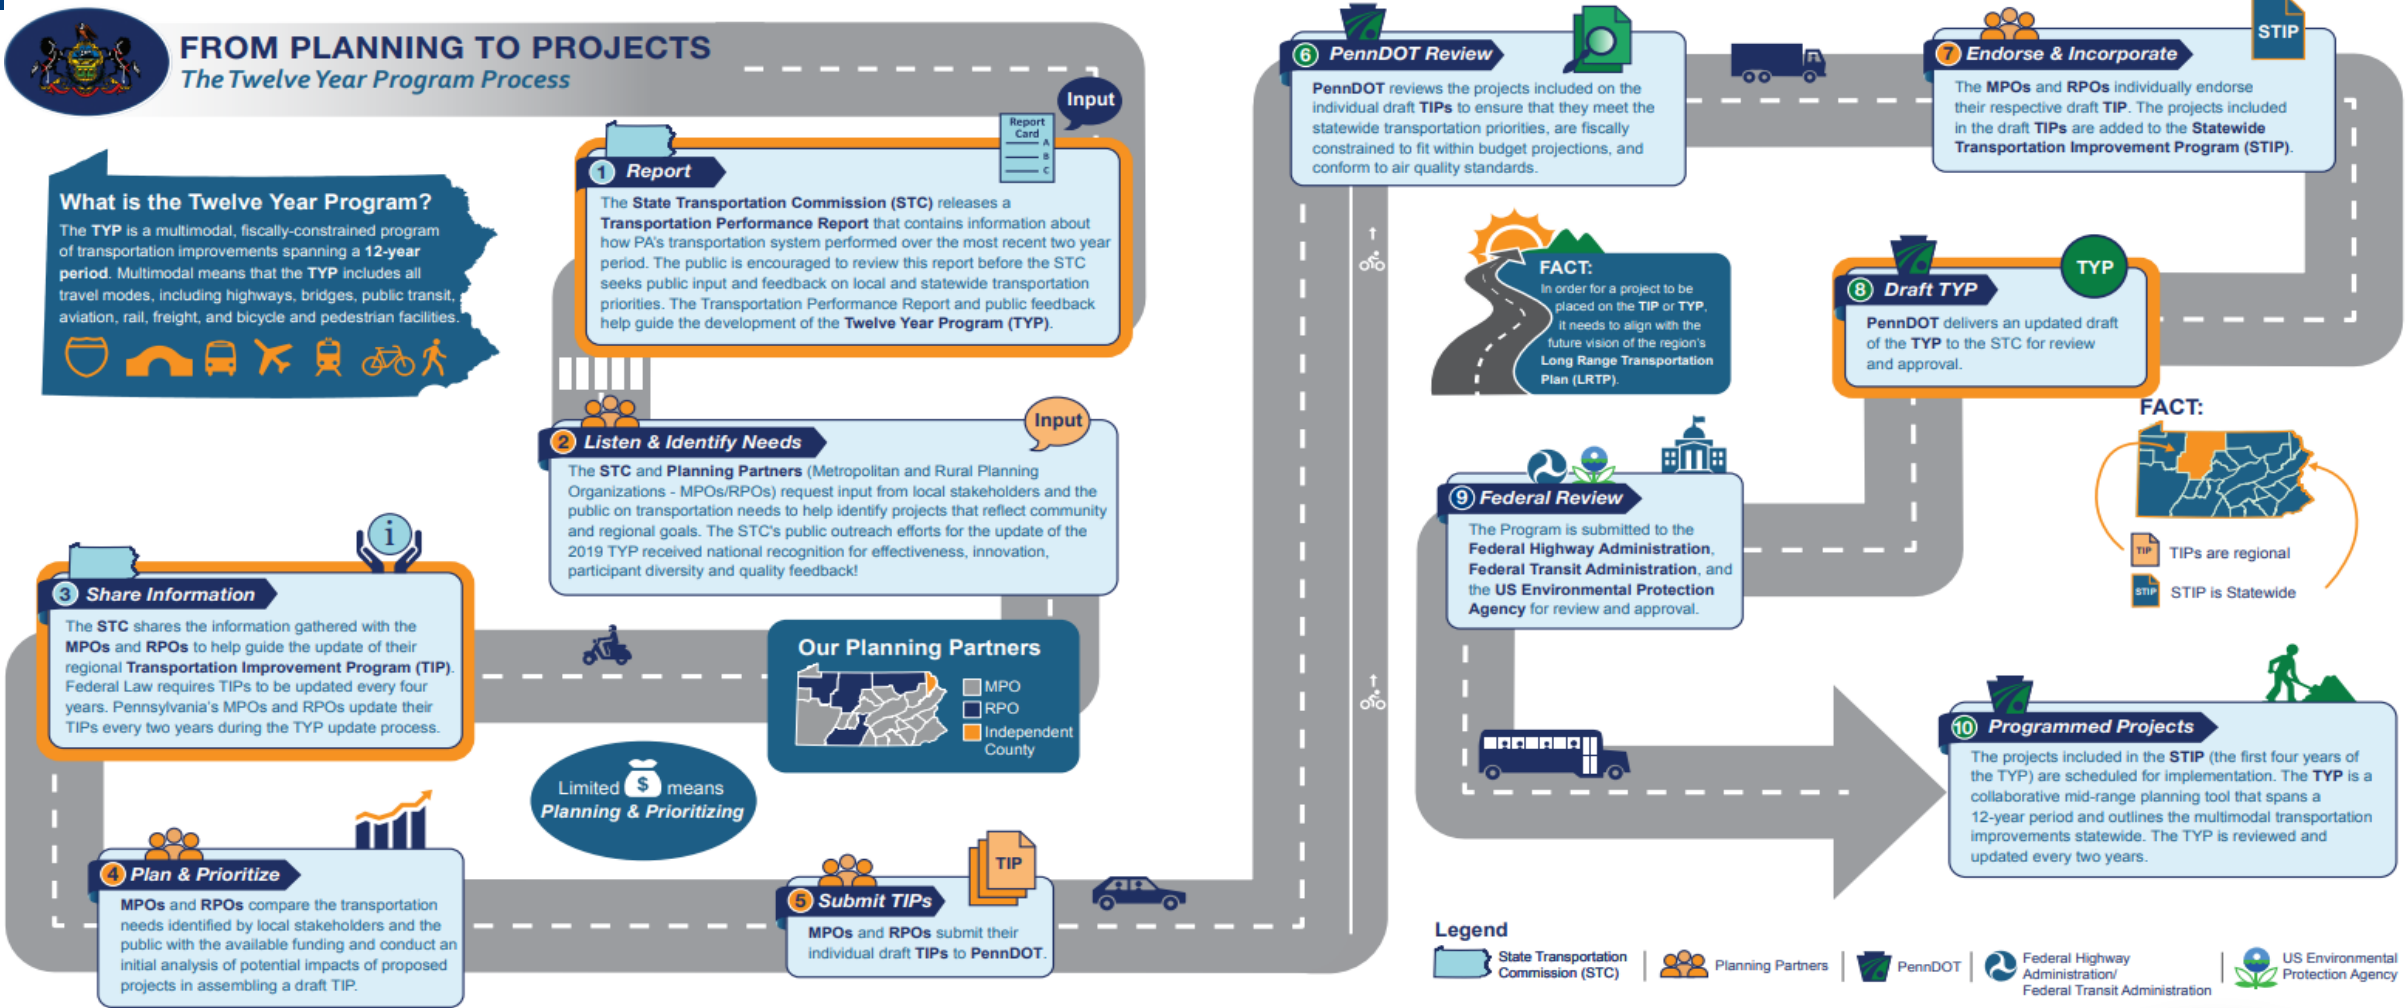 FROM PLANNING TO PROJECTS
The Twelve Year Program Process
What is the Twelve Year Program?
The TYP is a multimodal, fiscally-constrained program
of transportation improvements spanning a 12-year
period. Multimodal means that the TYP includes all
travel modes, including highways, bridges, public transit,
aviation, rail, freight, and bicycle and pedestrian facilities.
Input
Report
Card
A
B
C
1 Report
The State Transportation Commission (STC) releases a
Transportation Performance Report that contains information about
how PA's transportation system performed over the most recent two year
period. The public is encouraged to review this report before the STC
seeks public input and feedback on local and statewide transportation
priorities. The Transportation Performance Report and public feedback
help guide the development of the Twelve Year Program (TYP).
Input
2 Listen & Identify Needs
The STC and Planning Partners (Metropolitan and Rural Planning
Organizations - MPOs/RPOs) request input from local stakeholders and the
public on transportation needs to help identify projects that reflect community
and regional goals. The STC's public outreach efforts for the update of the
2019 TYP received national recognition for effectiveness, innovation,
participant diversity and quality feedback!
i
3 Share Information
The STC shares the information gathered with the
MPOs and RPOs to help guide the update of their
regional Transportation Improvement Program (TIP).
Federal Law requires TIPs to be updated every four
years. Pennsylvania's MPOs and RPOs update their
TIPs every two years during the TYP update process.
Our Planning Partners
MPO
RPO
Independent
County
Limited $ means
Planning & Prioritizing
4 Plan & Prioritize
MPOs and RPOs compare the transportation
needs identified by local stakeholders and the
public with the available funding and conduct an
initial analysis of potential impacts of proposed
projects in assembling a draft TIP.
TIP
5 Submit TIPs
MPOs and RPOs submit their
individual draft TIPs to PennDOT.
6 PennDOT Review
PennDOT reviews the projects included on the
individual draft TIPs to ensure that they meet the
statewide transportation priorities, are fiscally
constrained to fit within budget projections, and
conform to air quality standards.
STIP
7 Endorse & Incorporate
The MPOs and RPOs individually endorse
their respective draft TIP. The projects included
in the draft TIPs are added to the Statewide
Transportation Improvement Program (STIP).
FACT:
In order for a project to be
placed on the TIP or TYP,
it needs to align with the
future vision of the region's
Long Range Transportation
Plan (LRTP).
TYP
8 Draft TYP
PennDOT delivers an updated draft
of the TYP to the STC for review
and approval.
FACT:
TIP TIPs are regional
STIP STIP is Statewide
9 Federal Review
The Program is submitted to the
Federal Highway Administration,
Federal Transit Administration, and
the US Environmental Protection
Agency for review and approval.
10 Programmed Projects
The projects included in the STIP (the first four years of
the TYP) are scheduled for implementation. The TYP is a
collaborative mid-range planning tool that spans a
12-year period and outlines the multimodal transportation
improvements statewide. The TYP is reviewed and
updated every two years.
Legend
State Transportation
Commission (STC)
Planning Partners
PennDOT
Federal Highway
Administration/
Federal Transit Administration
US Environmental
Protection Agency